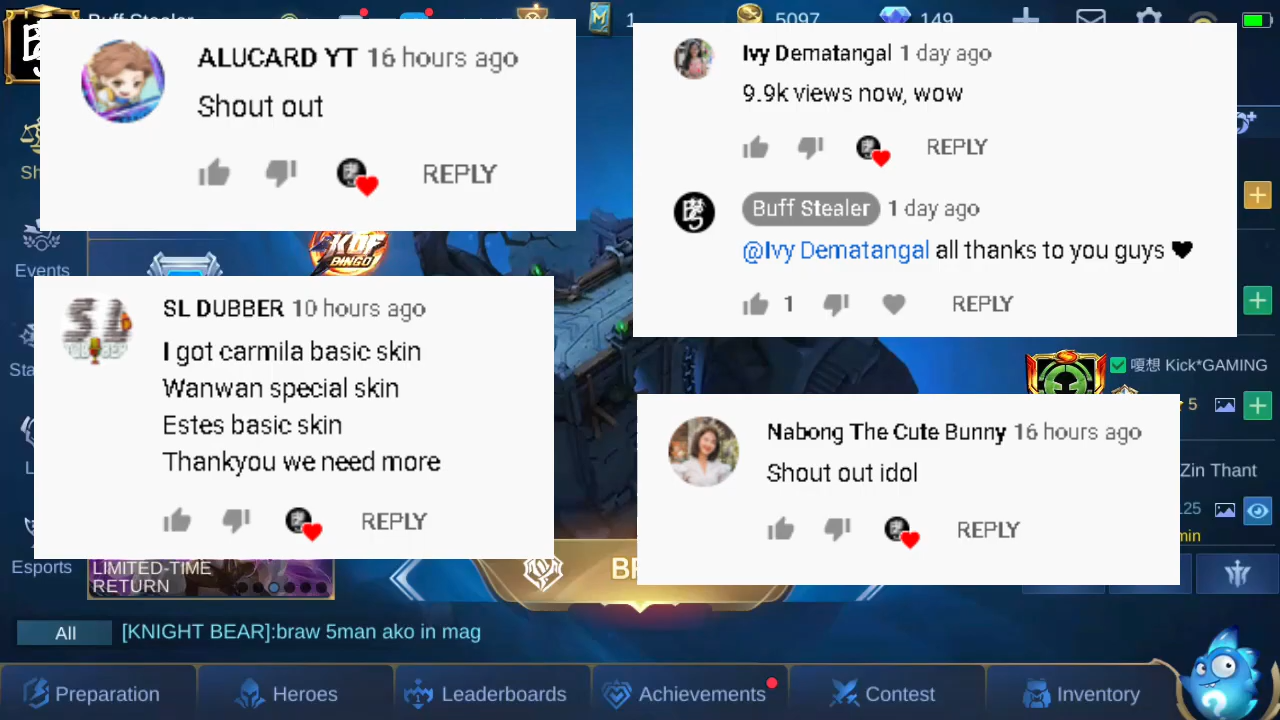 5097
149
ALUCARD YT 16 hours ago
Shout out
REPLY
Ivy Dematangal 1 day ago
9.9k views now, wow
REPLY
Buff Stealer 1 day ago
@Ivy Dematangal all thanks to you guys 🖤
1 REPLY
Events
KOF
BINGO
SL DUBBER 10 hours ago
I got carmila basic skin
Wanwan special skin
Estes basic skin
Thankyou we need more
REPLY
嗄想 Kick*GAMING
5
Nabong The Cute Bunny 16 hours ago
Shout out idol
REPLY
Zin Thant
Esports
LIMITED-TIME
RETURN
All [KNIGHT BEAR]:braw 5man ako in mag
Preparation Heroes Leaderboards Achievements Contest Inventory